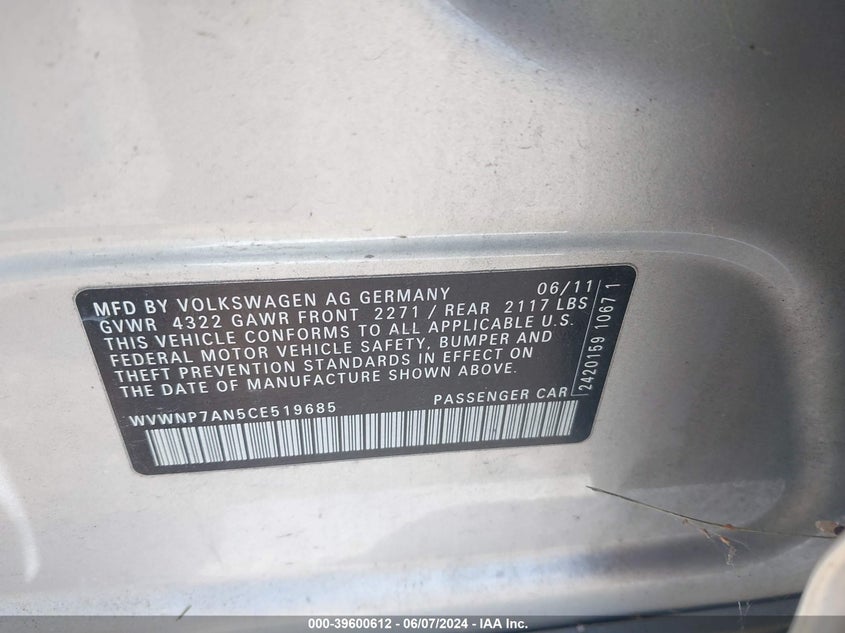 MFD BY VOLKSWAGEN AG GERMANY 06/11
GVWR 4322 GAWR FRONT 2271 / REAR 2117 LBS
THIS VEHICLE CONFORMS TO ALL APPLICABLE U.S.
FEDERAL MOTOR VEHICLE SAFETY, BUMPER AND
THEFT PREVENTION STANDARDS IN EFFECT ON
THE DATE OF MANUFACTURE SHOWN ABOVE.
WVWNP7AN5CE519685 PASSENGER CAR
2420159 1067 1
000-39600612 - 06/07/2024 - IAA Inc.